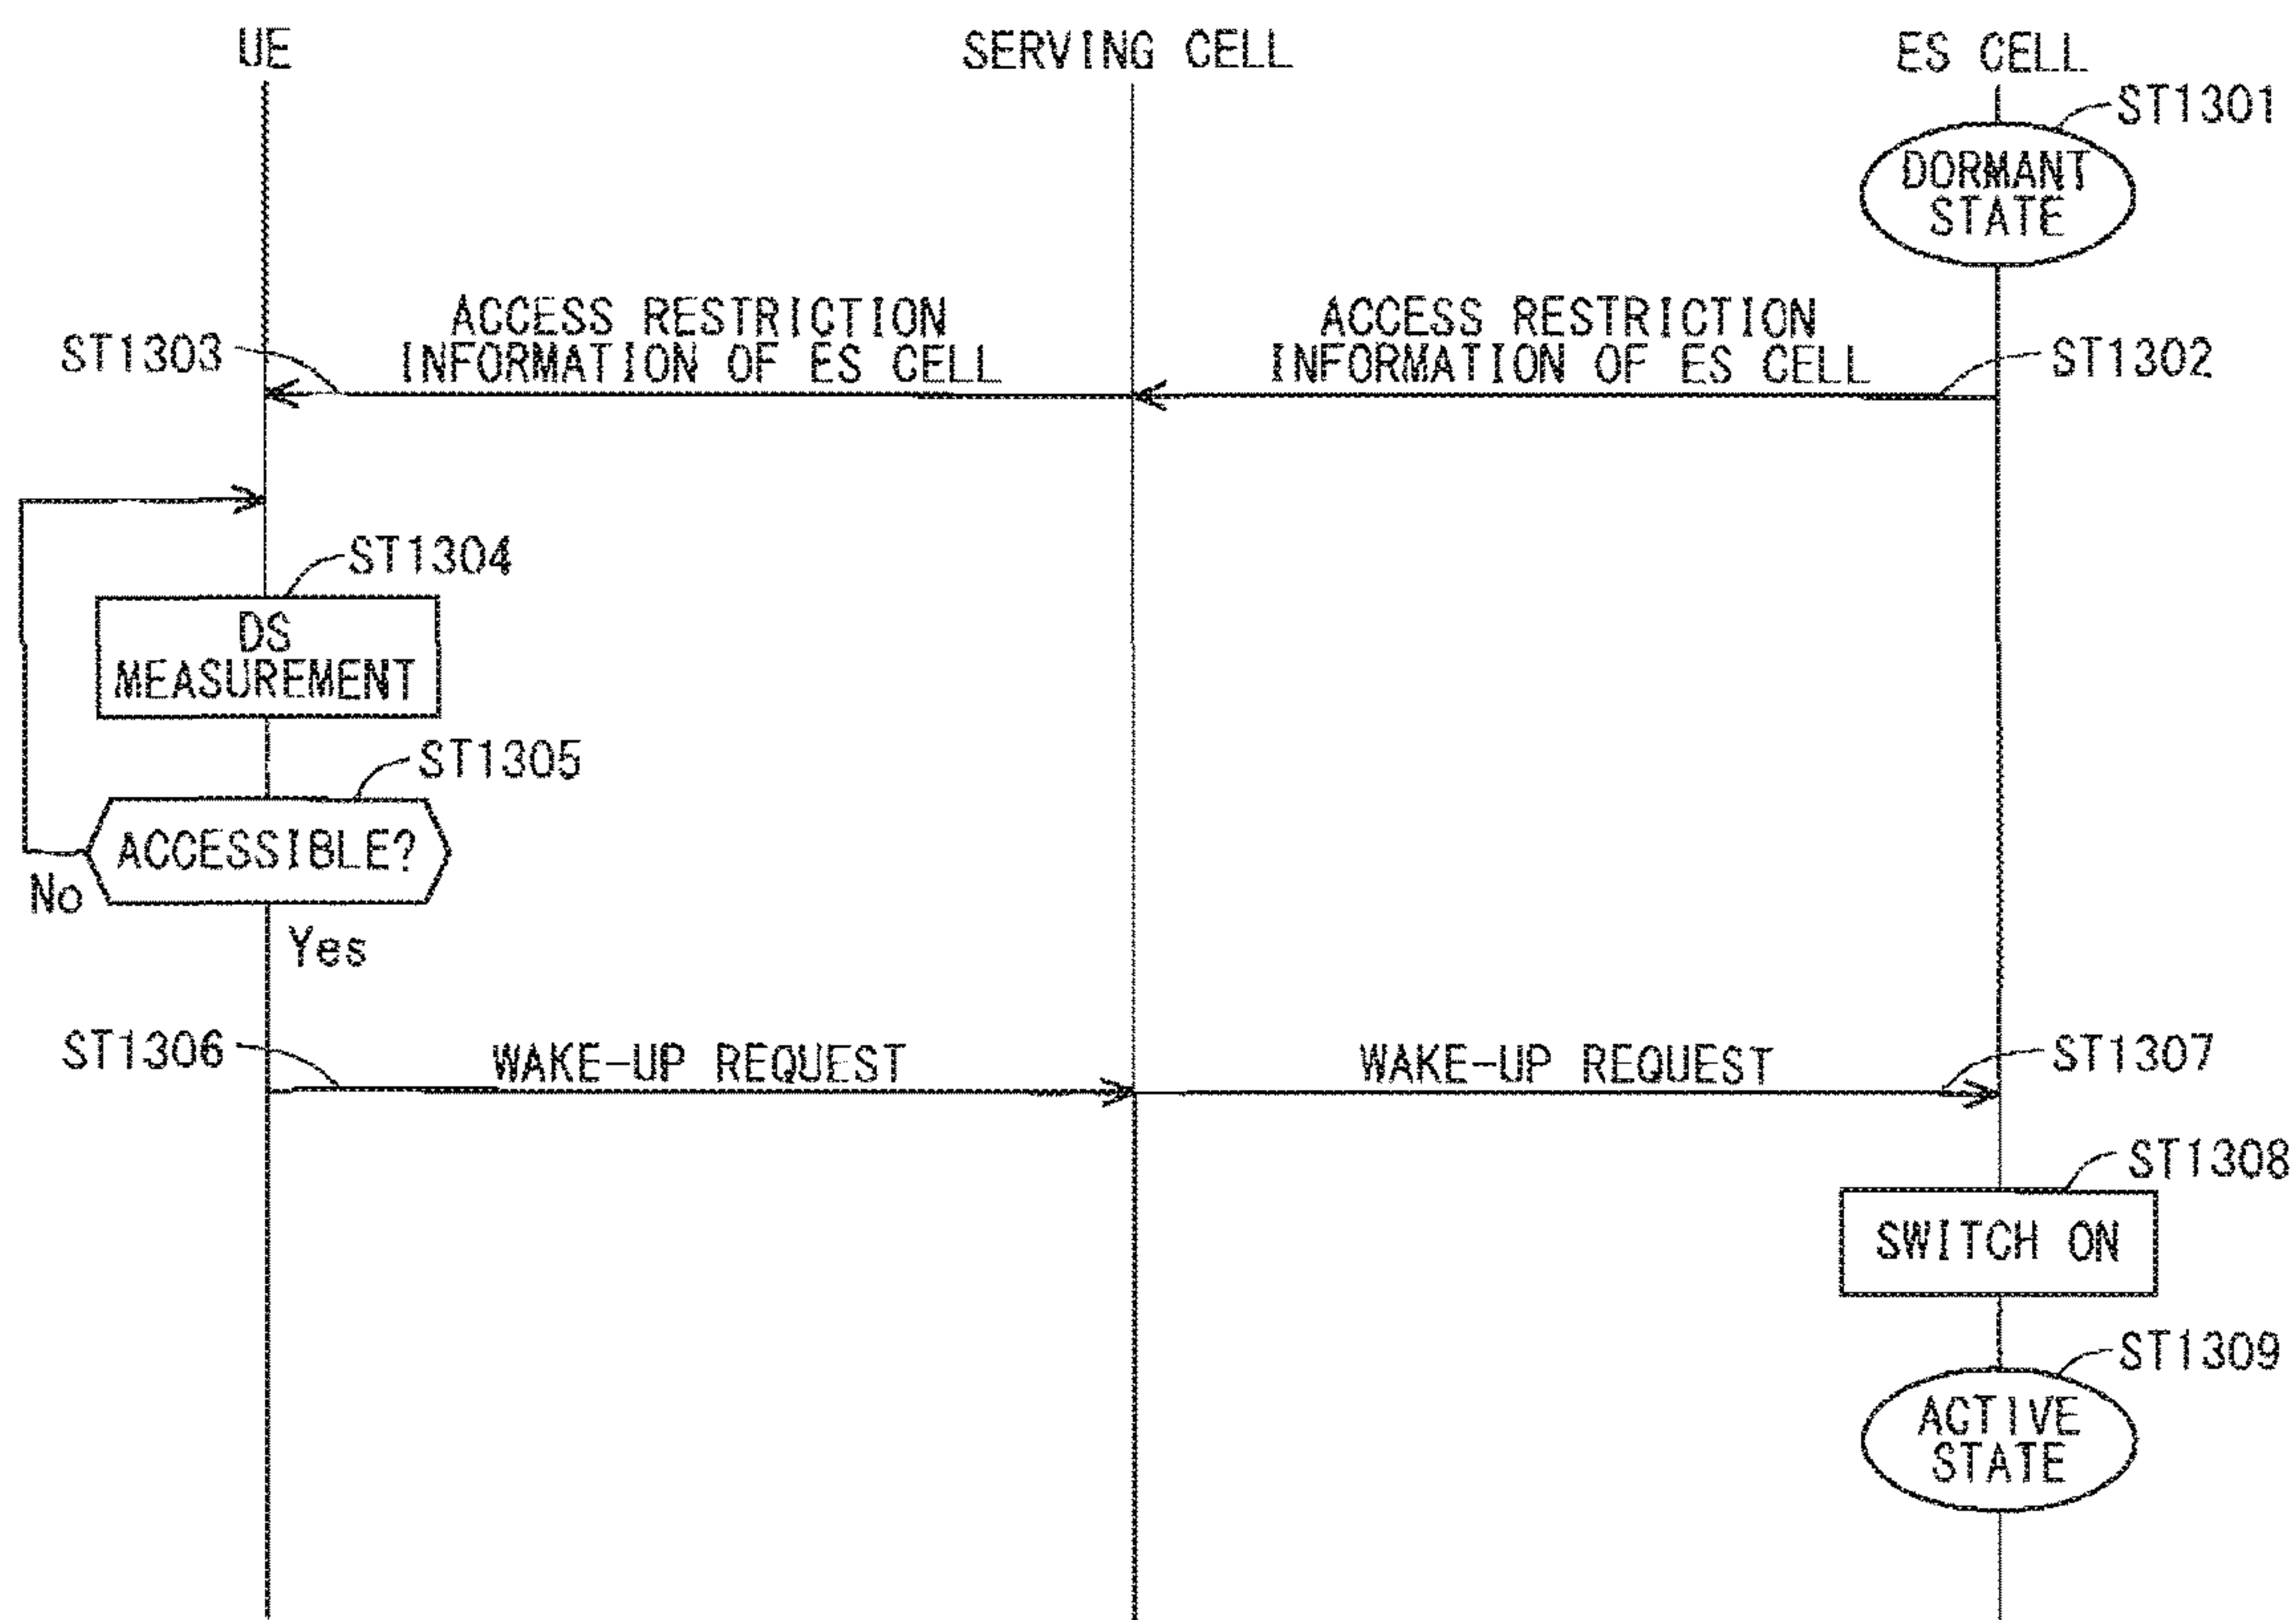 UE
SERVING CELL
ES CELL
ST1301
DORMANT
STATE
ACCESS RESTRICTION
INFORMATION OF ES CELL
ST1303
ACCESS RESTRICTION
INFORMATION OF ES CELL
ST1302
ST1304
DS
MEASUREMENT
ST1305
ACCESSIBLE?
No
Yes
ST1306
WAKE-UP REQUEST
WAKE-UP REQUEST
ST1307
ST1308
SWITCH ON
ST1309
ACTIVE
STATE